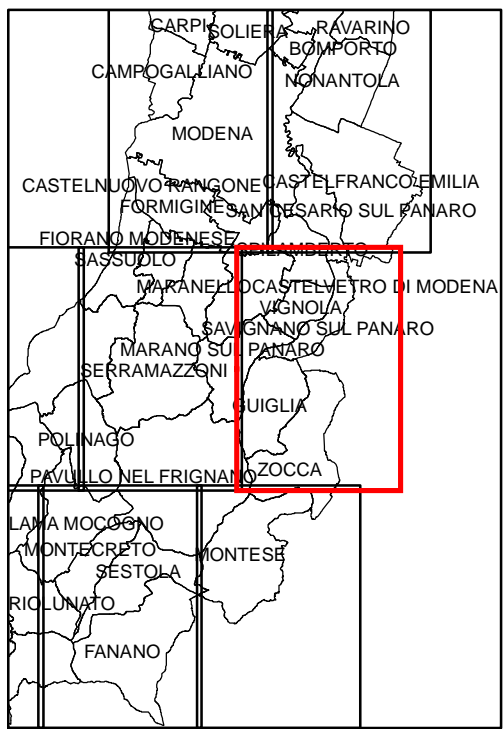 CARPI
SOLIERA
RAVARINO
BOMPORTO
CAMPOGALLIANO
NONANTOLA
MODENA
CASTELNUOVO RANGONE
CASTELFRANCO EMILIA
FORMIGINE
SAN CESARIO SUL PANARO
FIORANO MODENESE
SPILAMBERTO
SASSUOLO
MARANELLO
CASTELVETRO DI MODENA
VIGNOLA
SAVIGNANO SUL PANARO
MARANO SUL PANARO
SERRAMAZZONI
GUIGLIA
POLINAGO
ZOCCA
PAVULLO NEL FRIGNANO
LAMA MOCOGNO
MONTECRETO
MONTESE
SESTOLA
RIOLUNATO
FANANO